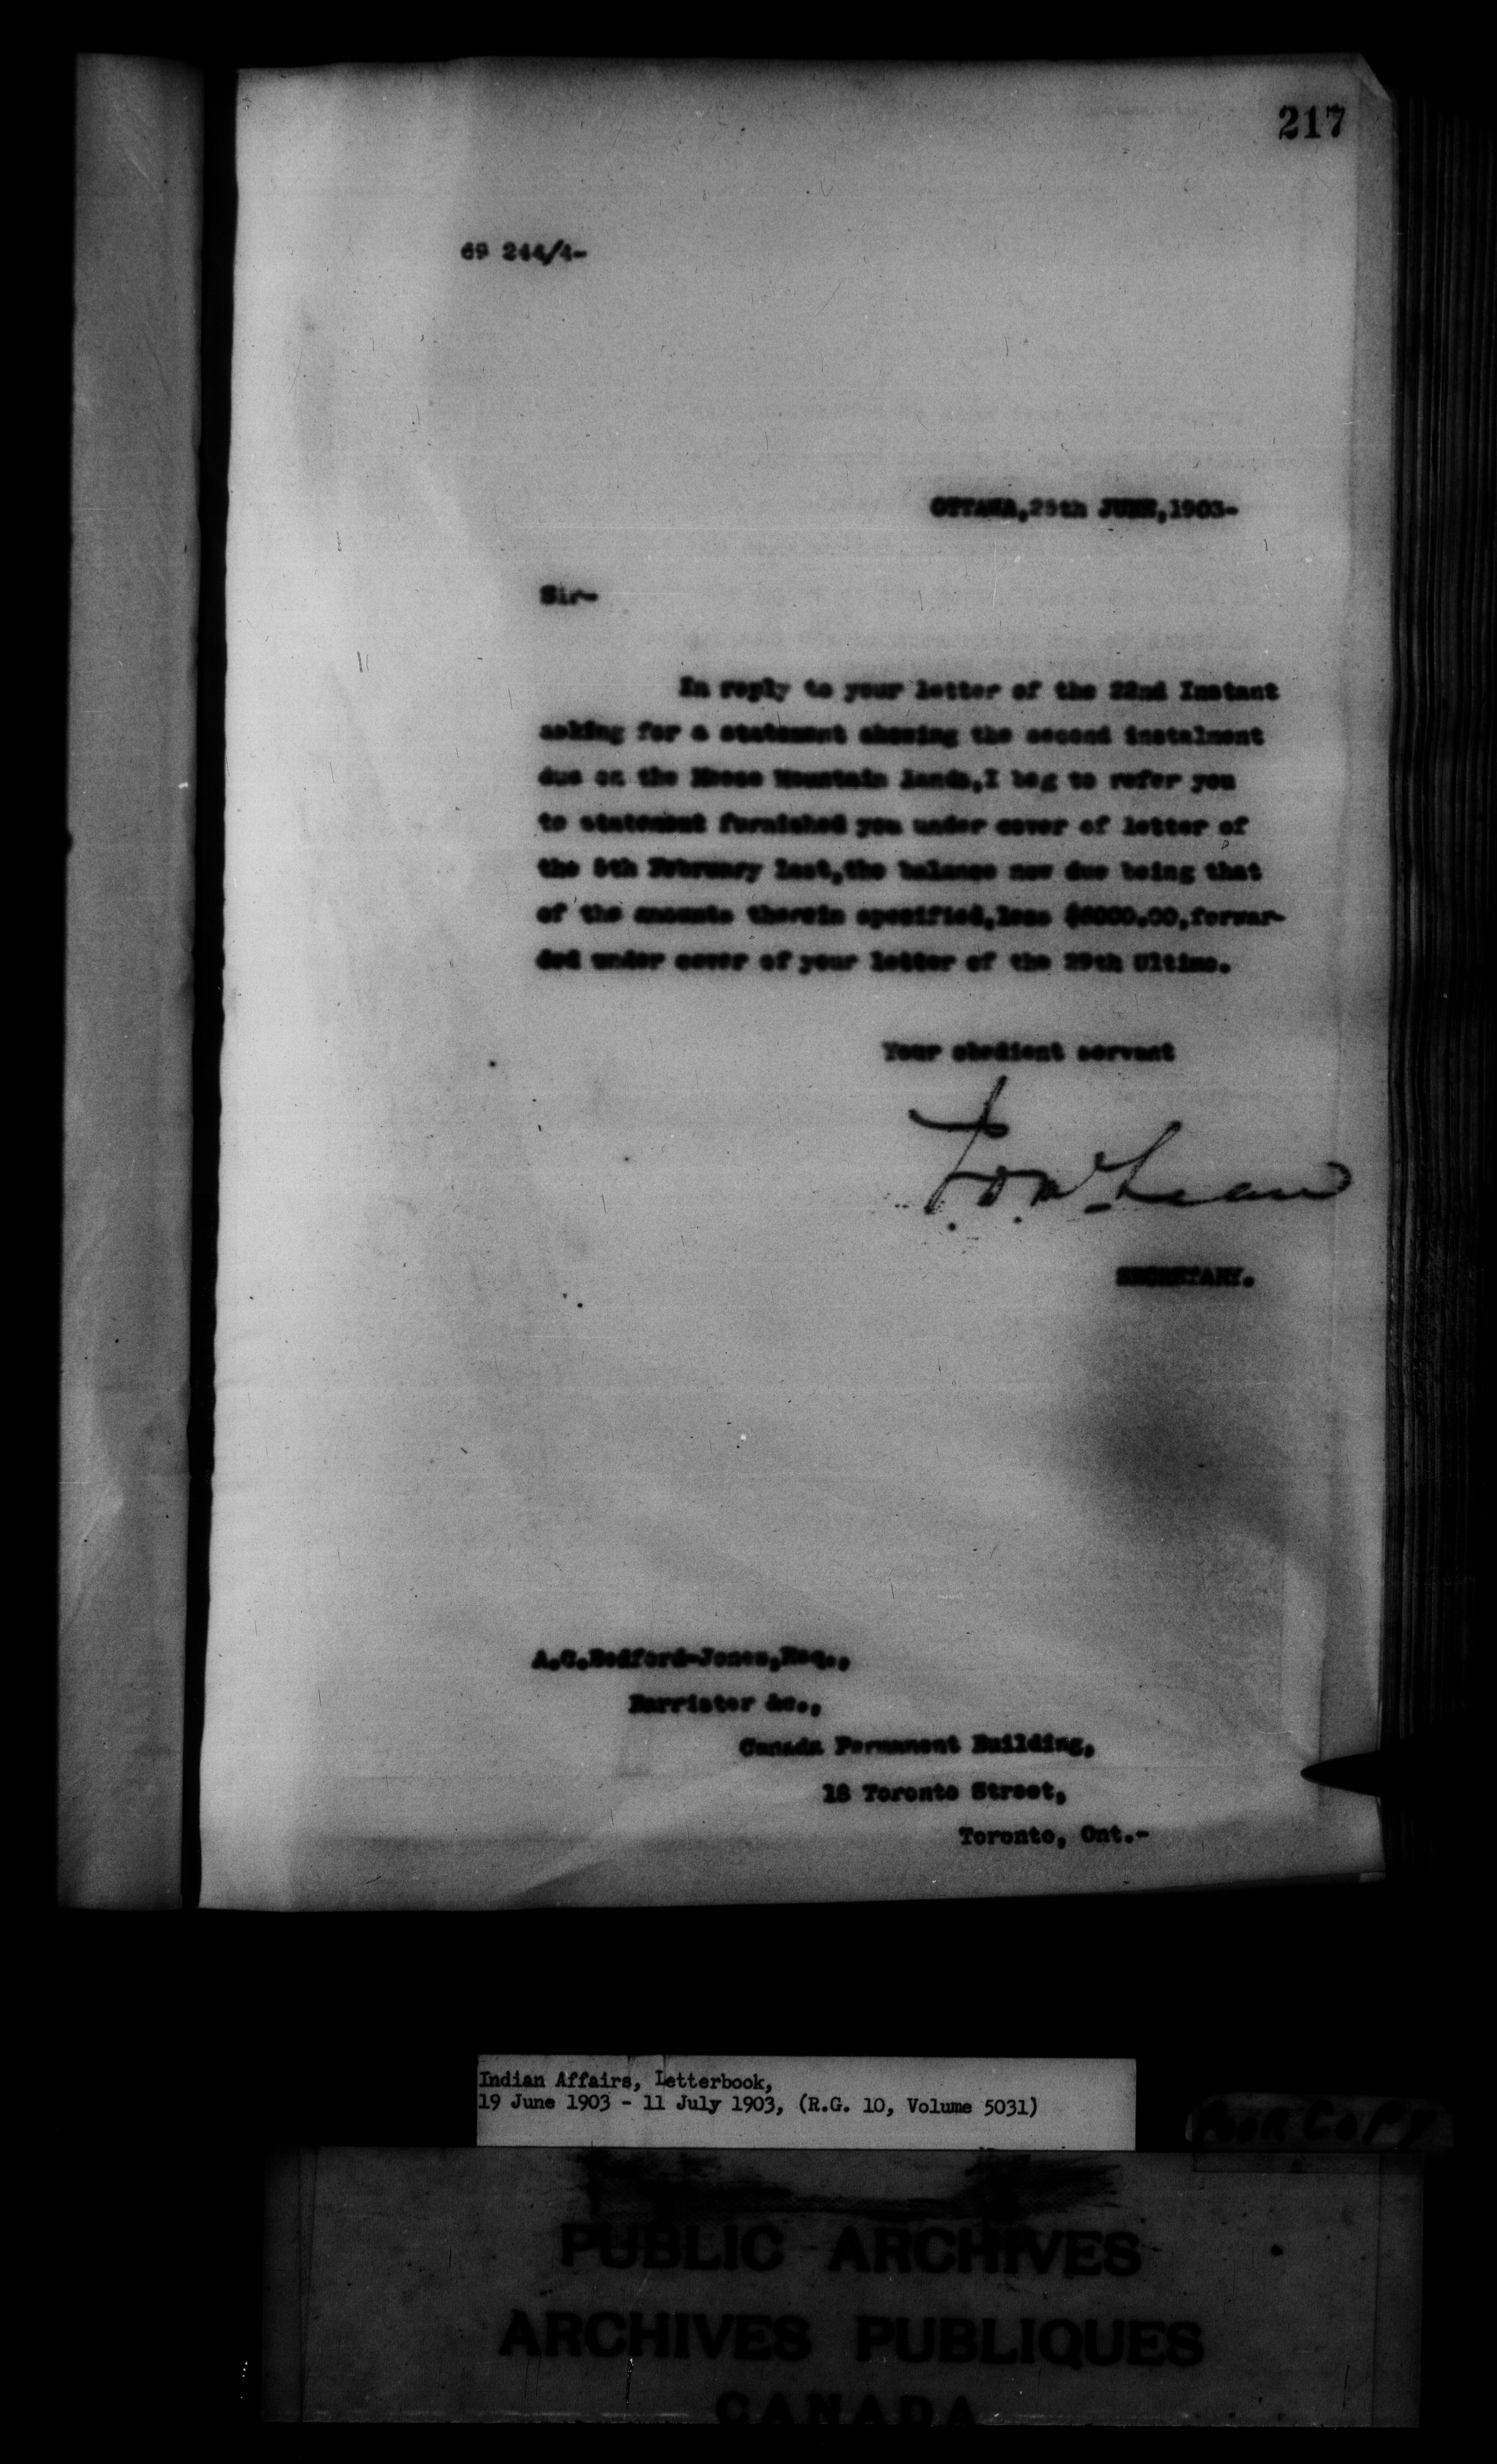 217
69 244/4-
OTTAWA, 25th JUNE, 1903-
Sir-
In reply to your letter of the 22nd Instant
asking for a statement showing the second instalment
due on the Moose Mountain lands, I beg to refer you
to statement furnished you under cover of letter of
the 5th February last, the balance now due being that
of the amounts therein specified, less $6000.00, forwar-
ded under cover of your letter of the 29th Ultimo.
Your obedient servant
J. D. McLean
SECRETARY.
A.C. Bedford-Jones, Esq.,
Barrister &c.,
Canada Permanent Building,
18 Toronto Street,
Toronto, Ont.-
Indian Affairs, Letterbook,
19 June 1903 - 11 July 1903, (R.G. 10, Volume 5031)
POOR COPY
PUBLIC ARCHIVES
ARCHIVES PUBLIQUES
CANADA